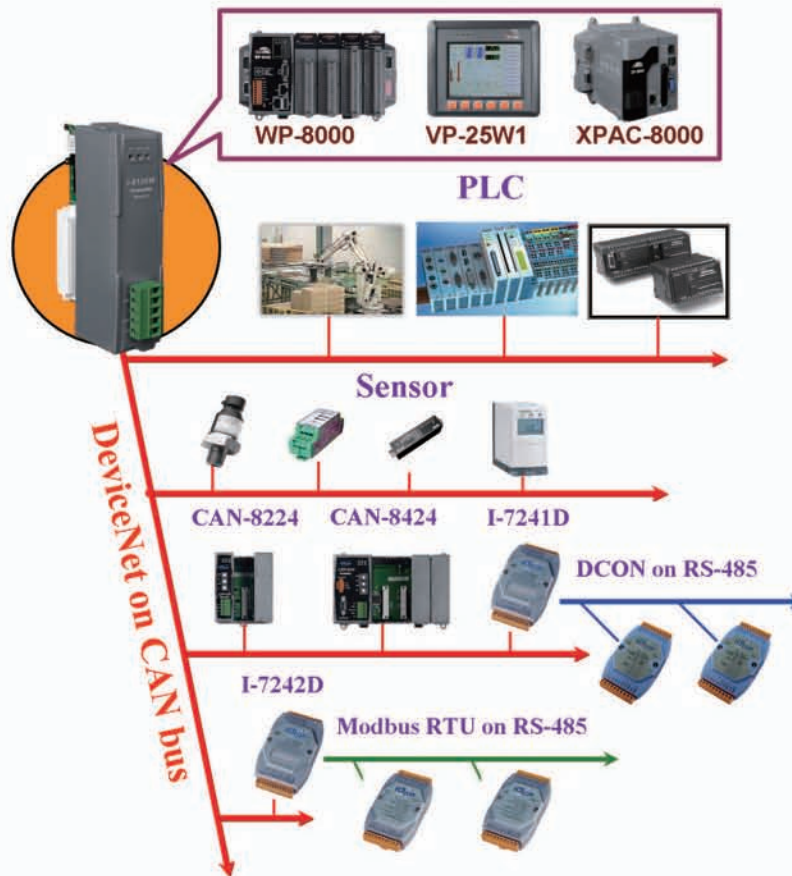 WP-8000
VP-25W1
XPAC-8000
PLC
Sensor
CAN-8224
CAN-8424
I-7241D
DCON on RS-485
I-7242D
Modbus RTU on RS-485
DeviceNet on CAN bus